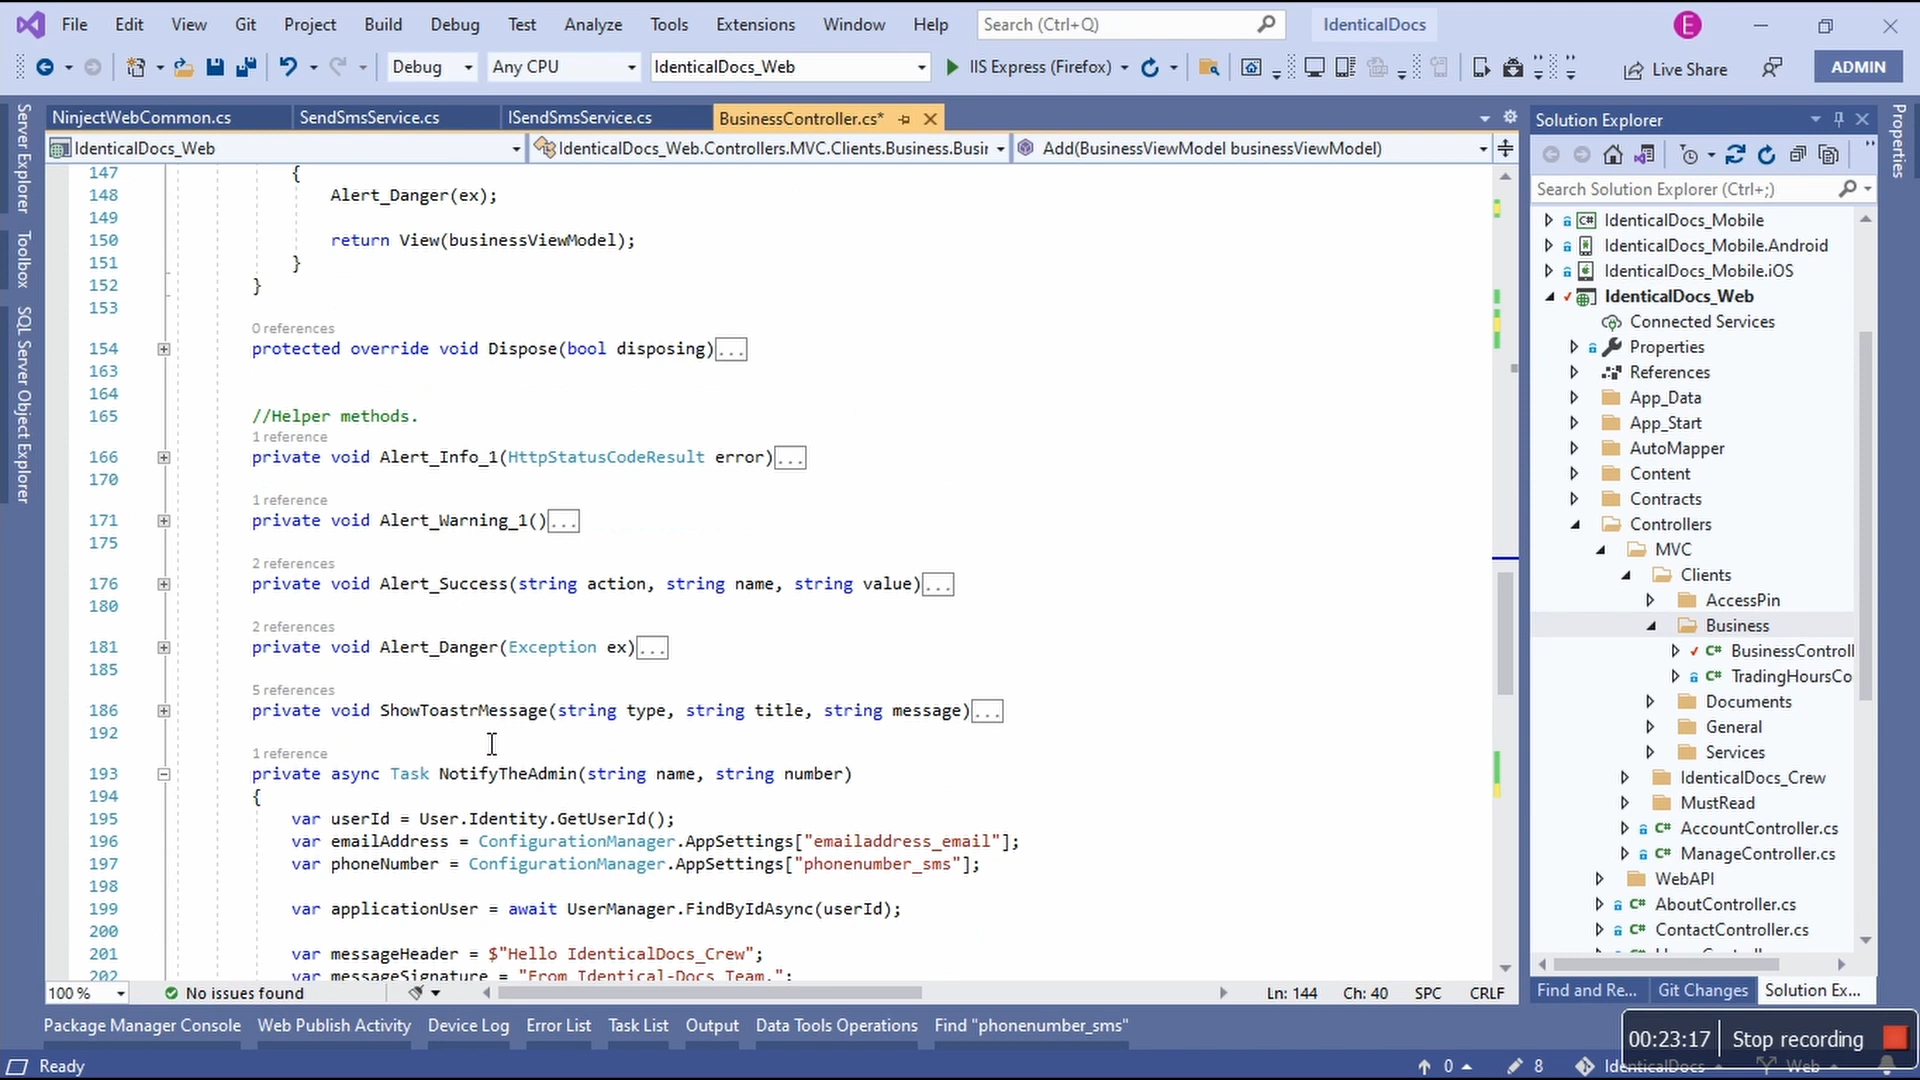 File Edit View Git Project Build Debug Test Analyze Tools Extensions Window Help Search (Ctrl+Q) IdenticalDocs E
Debug Any CPU IdenticalDocs_Web IIS Express (Firefox) Live Share ADMIN
NinjectWebCommon.cs SendSmsService.cs ISendSmsService.cs BusinessController.cs*
IdenticalDocs_Web IdenticalDocs_Web.Controllers.MVC.Clients.Business.Busir Add(BusinessViewModel businessViewModel)
Server Explorer
Toolbox
SQL Server Object Explorer
147 {
148 Alert_Danger(ex);
149
150 return View(businessViewModel);
151 }
152 }
153
0 references
154 protected override void Dispose(bool disposing)...
163
164
165 //Helper methods.
1 reference
166 private void Alert_Info_1(HttpStatusCodeResult error)...
170
1 reference
171 private void Alert_Warning_1()...
175
2 references
176 private void Alert_Success(string action, string name, string value)...
180
2 references
181 private void Alert_Danger(Exception ex)...
185
5 references
186 private void ShowToastrMessage(string type, string title, string message)...
192
1 reference
193 private async Task NotifyTheAdmin(string name, string number)
194 {
195 var userId = User.Identity.GetUserId();
196 var emailAddress = ConfigurationManager.AppSettings["emailaddress_email"];
197 var phoneNumber = ConfigurationManager.AppSettings["phonenumber_sms"];
198
199 var applicationUser = await UserManager.FindByIdAsync(userId);
200
201 var messageHeader = $"Hello IdenticalDocs_Crew";
202 var messageSignature = "From Identical-Docs Team.";
100 % No issues found Ln: 144 Ch: 40 SPC CRLF
Solution Explorer
Search Solution Explorer (Ctrl+;)
IdenticalDocs_Mobile
IdenticalDocs_Mobile.Android
IdenticalDocs_Mobile.iOS
IdenticalDocs_Web
Connected Services
Properties
References
App_Data
App_Start
AutoMapper
Content
Contracts
Controllers
MVC
Clients
AccessPin
Business
C# BusinessControll
C# TradingHoursCo
Documents
General
Services
IdenticalDocs_Crew
MustRead
C# AccountController.cs
C# ManageController.cs
WebAPI
C# AboutController.cs
C# ContactController.cs
Find and Re... Git Changes Solution Ex...
Properties
Package Manager Console Web Publish Activity Device Log Error List Task List Output Data Tools Operations Find "phonenumber_sms"
00:23:17 Stop recording
Ready 0 8 IdenticalDocs Web